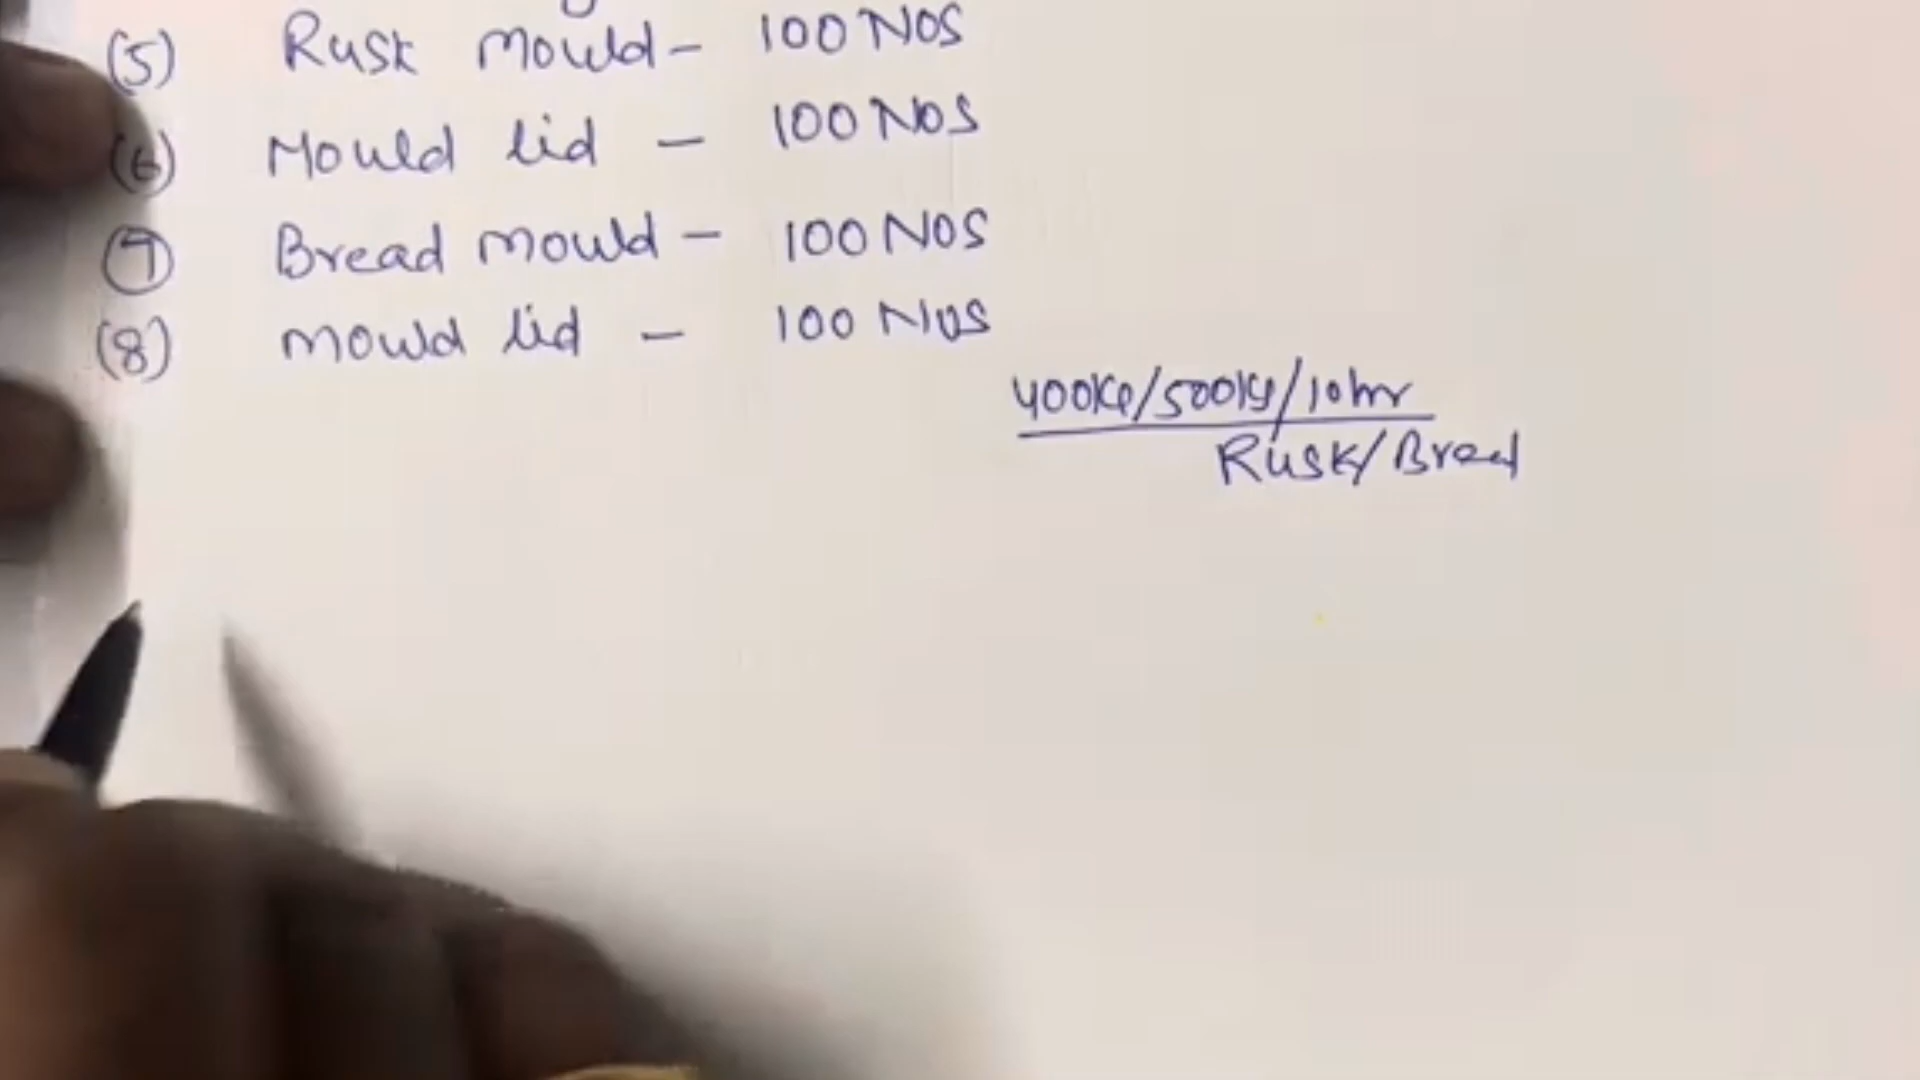 (5) Rusk Mould - 100 NOS
(6) Mould lid - 100 NOS
(7) Bread mould - 100 NOS
(8) mould lid - 100 NOS
400Kg/500Kg/10hr
Rusk/Bread